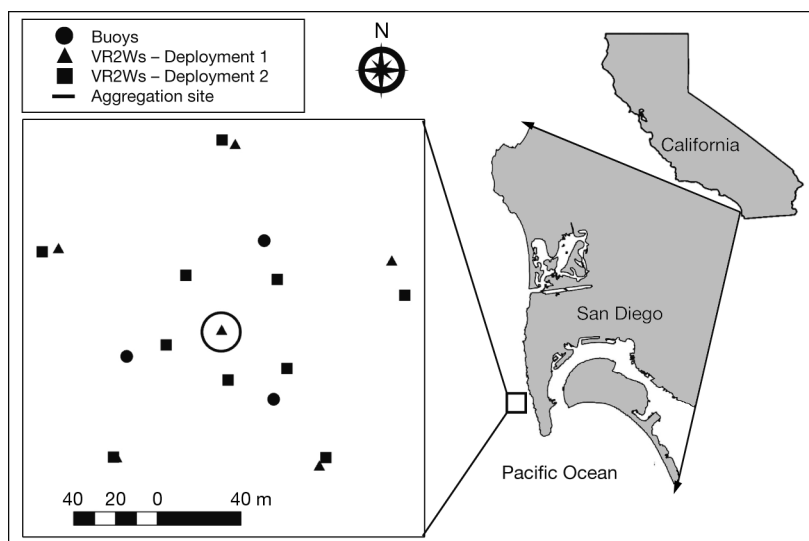 Buoys
VR2Ws – Deployment 1
VR2Ws – Deployment 2
Aggregation site
N
California
San Diego
Pacific Ocean
40 20 0 40 m